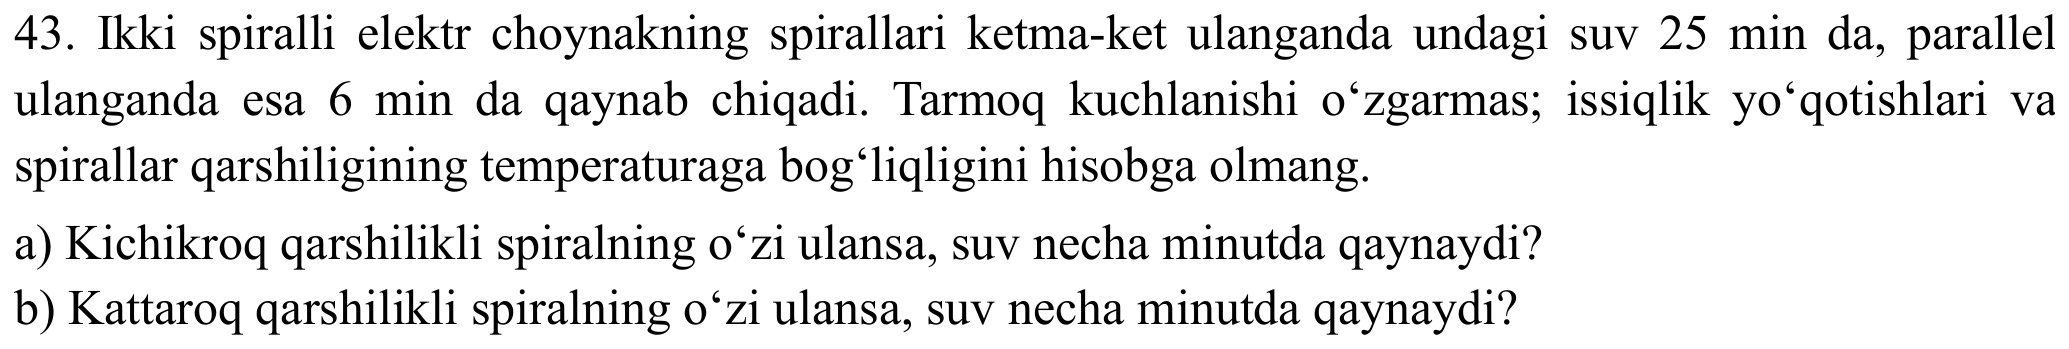 43. Ikki spiralli elektr choynakning spirallari ketma-ket ulanganda undagi suv 25 min da, parallel
ulanganda esa 6 min da qaynab chiqadi. Tarmoq kuchlanishi o‘zgarmas; issiqlik yo‘qotishlari va
spirallar qarshiligining temperaturaga bog‘liqligini hisobga olmang.
a) Kichikroq qarshilikli spiralning o‘zi ulansa, suv necha minutda qaynaydi?
b) Kattaroq qarshilikli spiralning o‘zi ulansa, suv necha minutda qaynaydi?